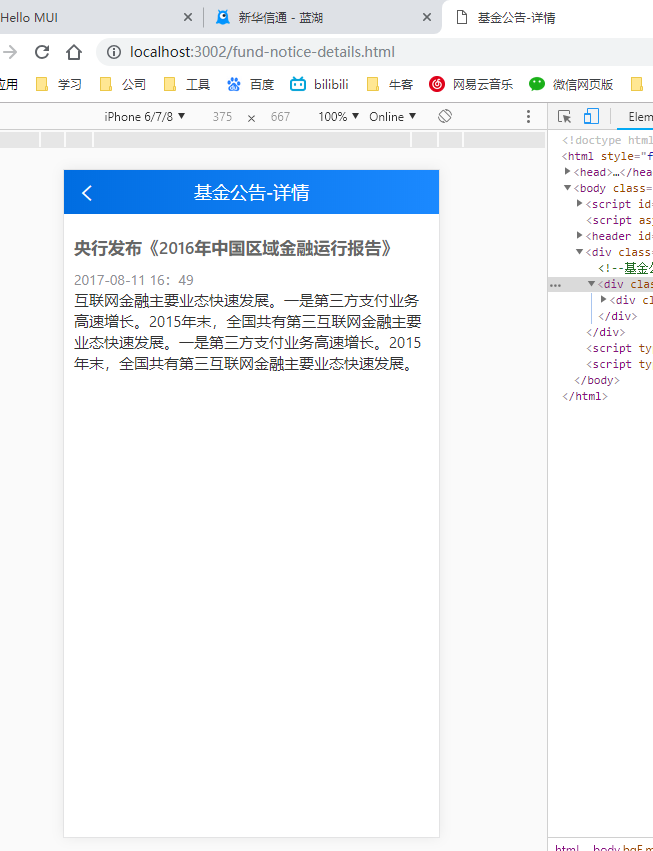 Hello MUI
新华信通 - 蓝湖
基金公告-详情
localhost:3002/fund-notice-details.html
应用 学习 公司 工具 百度 bilibili 牛客 网易云音乐 微信网页版
iPhone 6/7/8 ▼ 375 × 667 100% ▼ Online ▼
Elem
<!doctype html
<html style="f
▶<head>…</hea
▼<body class=
▶<script id=
<script as
▶<header id=
▼<div class=
<!--基金公
▼<div clas
▶<div cl
</div>
</div>
<script ty
<script ty
</body>
</html>
基金公告-详情
央行发布《2016年中国区域金融运行报告》
2017-08-11 16：49
互联网金融主要业态快速发展。一是第三方支付业务
高速增长。2015年末，全国共有第三互联网金融主要
业态快速发展。一是第三方支付业务高速增长。2015
年末，全国共有第三互联网金融主要业态快速发展。
html body.bgF.m